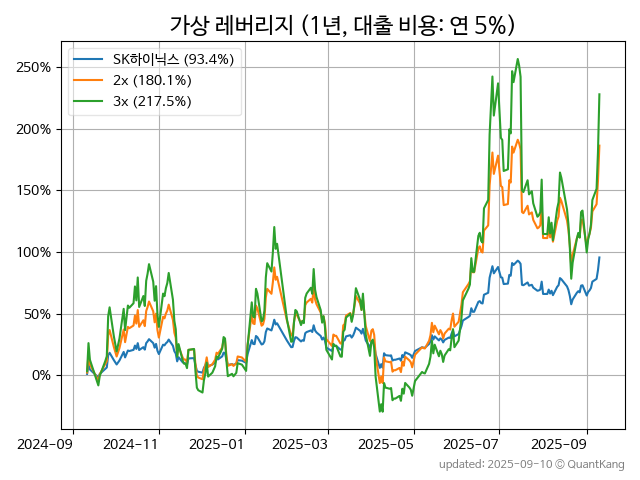 가상 레버리지 (1년, 대출 비용: 연 5%)
SK하이닉스 (93.4%)
2x (180.1%)
3x (217.5%)
250%
200%
150%
100%
50%
0%
2024-09 2024-11 2025-01 2025-03 2025-05 2025-07 2025-09
updated: 2025-09-10 © QuantKang